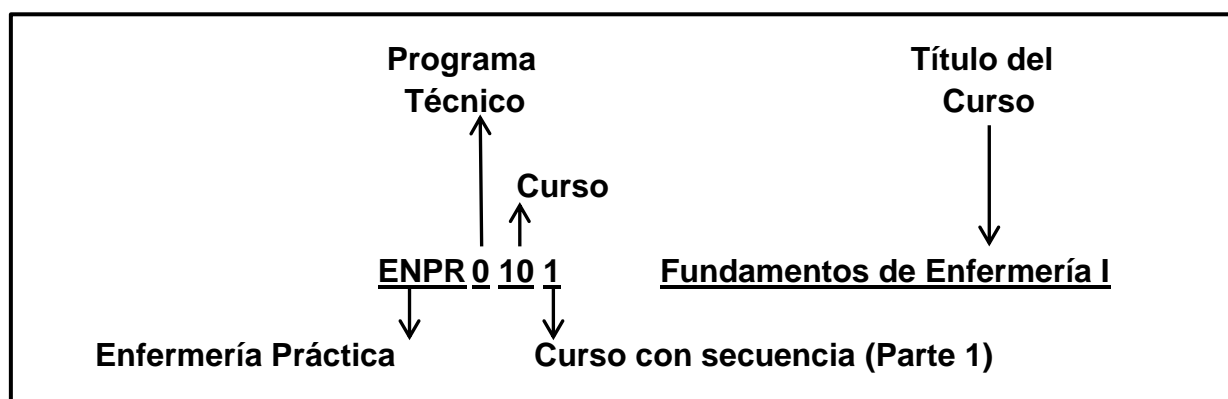 Programa
Técnico
Título del
Curso
Curso
ENPR 0 10 1 Fundamentos de Enfermería I
Enfermería Práctica Curso con secuencia (Parte 1)